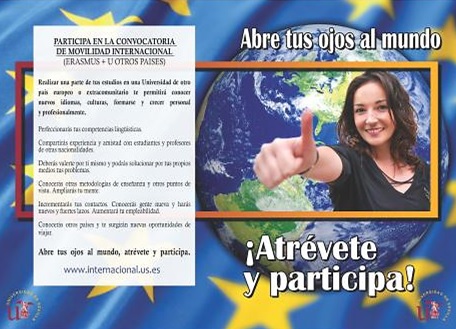 PARTICIPA EN LA CONVOCATORIA
DE MOVILIDAD INTERNACIONAL
(ERASMUS + U OTROS PAISES)
Realizar una parte de tus estudios en una Universidad de otro
país europeo o extracomunitario te permitirá conocer
nuevos idiomas, culturas, formarse y crecer personal
y profesionalmente.
Perfeccionarás tus competencias lingüísticas.
Compartirás experiencia y amistad con estudiantes y profesores
de otras nacionalidades.
Deberás valerte por ti mismo y podrás solucionar por tus propios
medios tus problemas.
Conocerás otras metodologías de enseñanza y otros puntos de
vista. Ampliarás tu mente.
Incrementarás tus contactos. Conocerás gente nueva y harás
nuevos y fuertes lazos. Aumentará tu empleabilidad.
Conocerás otros países y te surgirán nuevas oportunidades de
viajar.
Abre tus ojos al mundo, atrévete y participa.
www.internacional.us.es
Abre tus ojos al mundo
¡Atrévete
y participa!